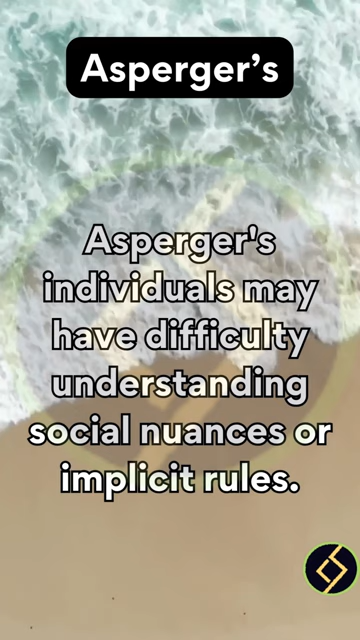 Asperger’s
Asperger's
individuals may
have difficulty
understanding
social nuances or
implicit rules.